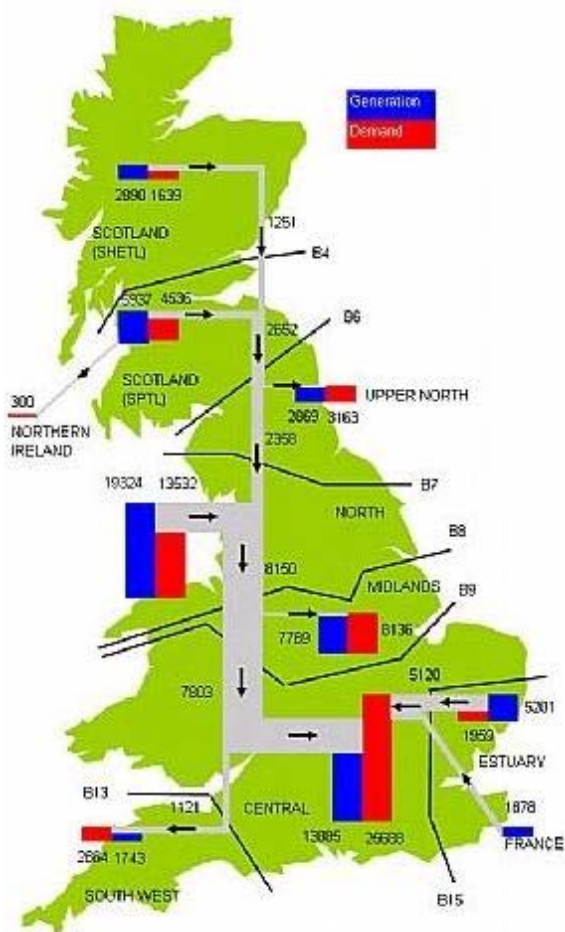 Generation
Demand
2890 1639
1251
SCOTLAND
(SHETL)
B4
5937 4536
2652
B6
SCOTLAND
(SPTL)
300
NORTHERN
IRELAND
UPPER NORTH
2869 3163
2358
B7
19324 13532
NORTH
B8
8150
MIDLANDS
B9
7789 8136
7803
5120
5201
1959
ESTUARY
B13
1121
CENTRAL
1878
FRANCE
13885
2864 1743
SOUTH WEST
B15